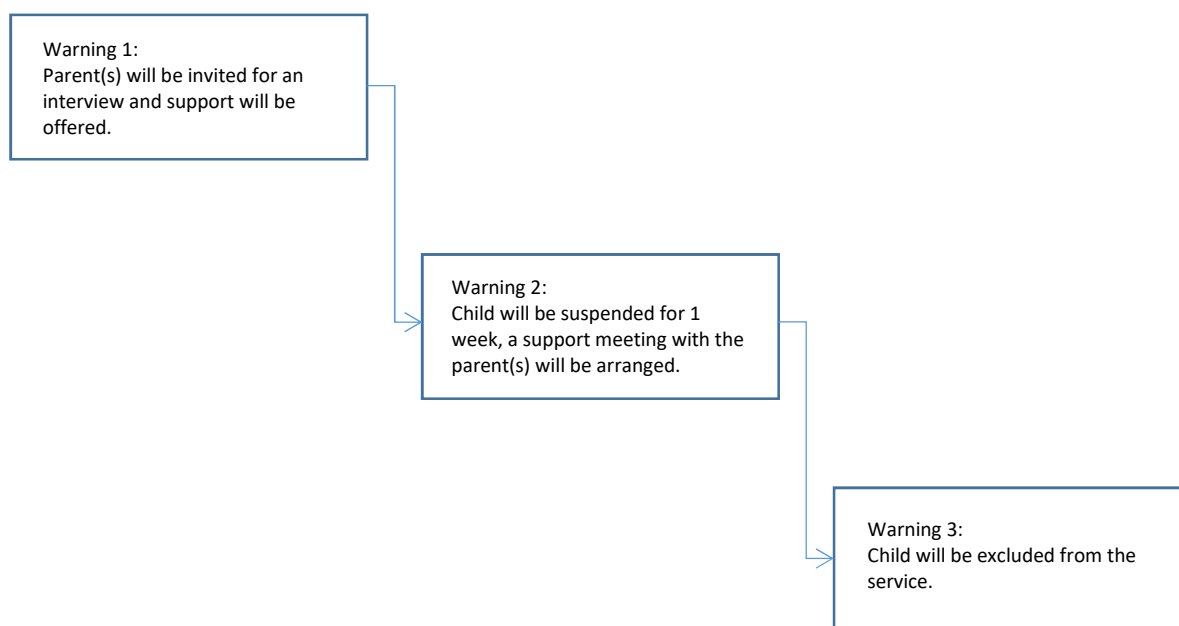 Warning 1:
Parent(s) will be invited for an
interview and support will be
offered.
Warning 2:
Child will be suspended for 1
week, a support meeting with the
parent(s) will be arranged.
Warning 3:
Child will be excluded from the
service.